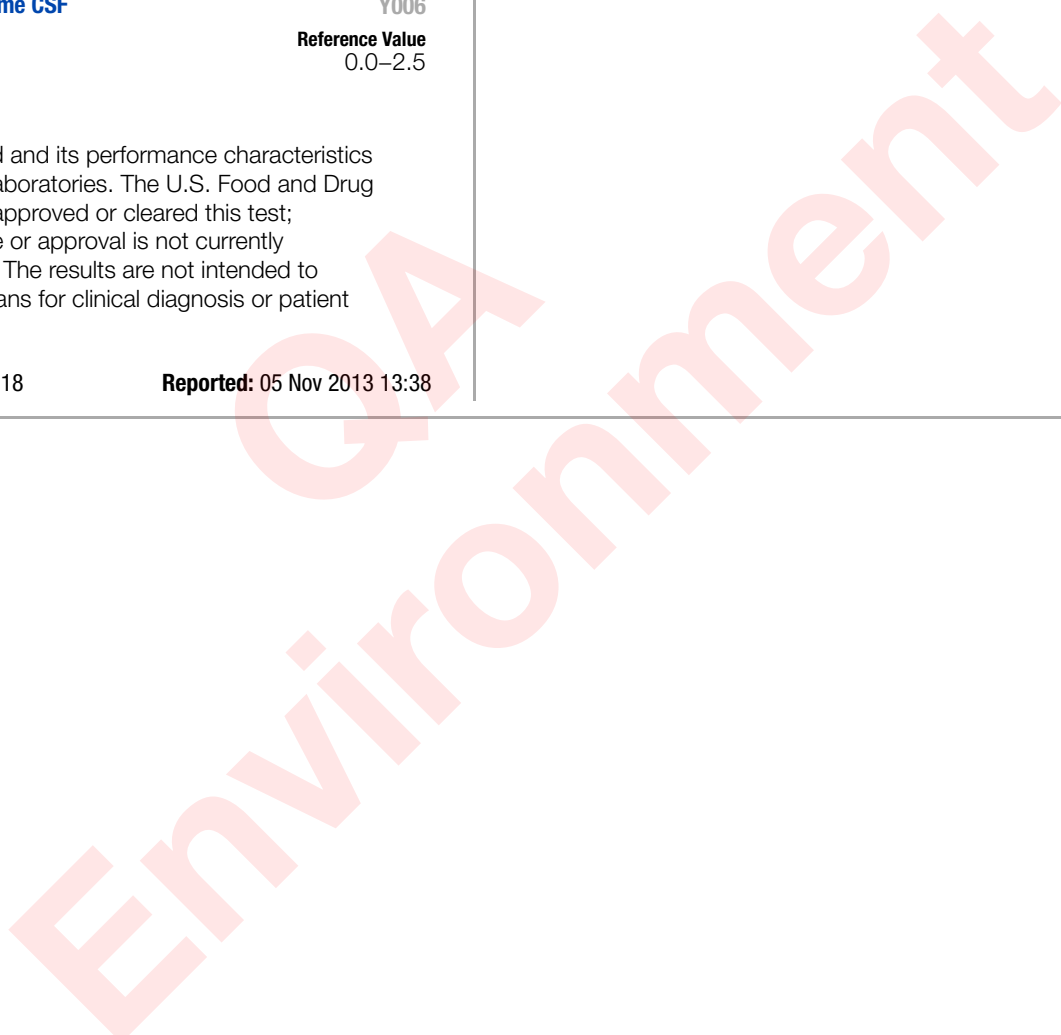 me CSF Y006
Reference Value
0.0–2.5
d and its performance characteristics
aboratories. The U.S. Food and Drug
approved or cleared this test;
e or approval is not currently
The results are not intended to
ans for clinical diagnosis or patient
18 Reported: 05 Nov 2013 13:38
QA
Environment